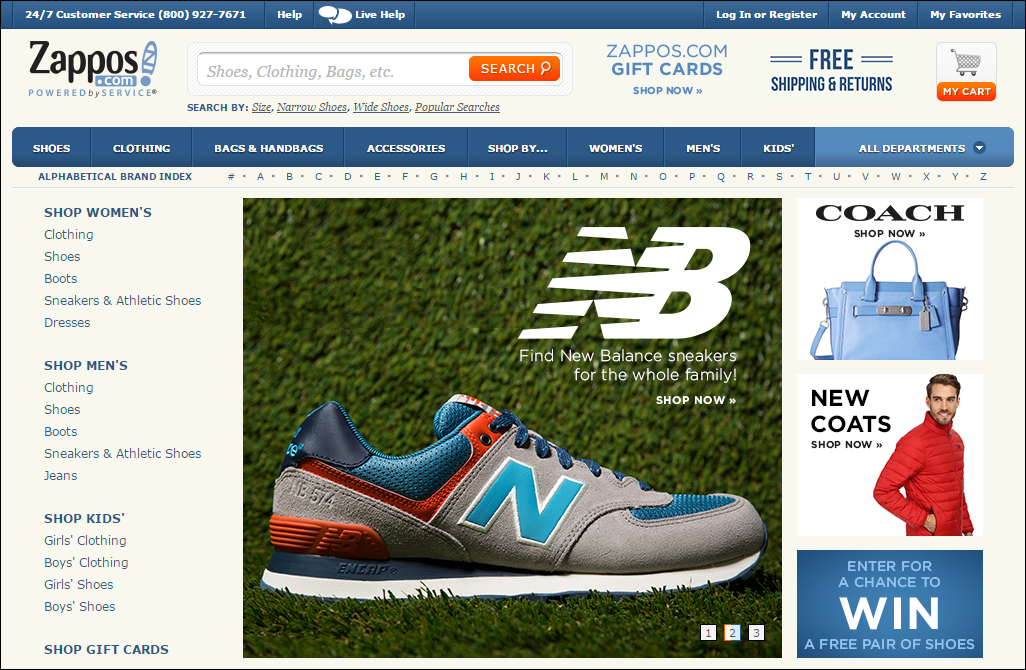 24/7 Customer Service (800) 927-7671
Help
Live Help
Log In or Register
My Account
My Favorites
Zappos
.com
POWERED by SERVICE®
Shoes, Clothing, Bags, etc.
SEARCH
ZAPPOS.COM
GIFT CARDS
SHOP NOW »
FREE
SHIPPING & RETURNS
MY CART
SEARCH BY: Size, Narrow Shoes, Wide Shoes, Popular Searches
SHOES
CLOTHING
BAGS & HANDBAGS
ACCESSORIES
SHOP BY...
WOMEN'S
MEN'S
KIDS'
ALL DEPARTMENTS
ALPHABETICAL BRAND INDEX
# • A • B • C • D • E • F • G • H • I • J • K • L • M • N • O • P • Q • R • S • T • U • V • W • X • Y • Z
SHOP WOMEN'S
Clothing
Shoes
Boots
Sneakers & Athletic Shoes
Dresses
SHOP MEN'S
Clothing
Shoes
Boots
Sneakers & Athletic Shoes
Jeans
SHOP KIDS'
Girls' Clothing
Boys' Clothing
Girls' Shoes
Boys' Shoes
SHOP GIFT CARDS
NB
Find New Balance sneakers
for the whole family!
SHOP NOW »
NB 574
N
NB
ENCAP®
1 2 3
COACH
SHOP NOW »
NEW
COATS
SHOP NOW »
ENTER FOR
A CHANCE TO
WIN
A FREE PAIR OF SHOES